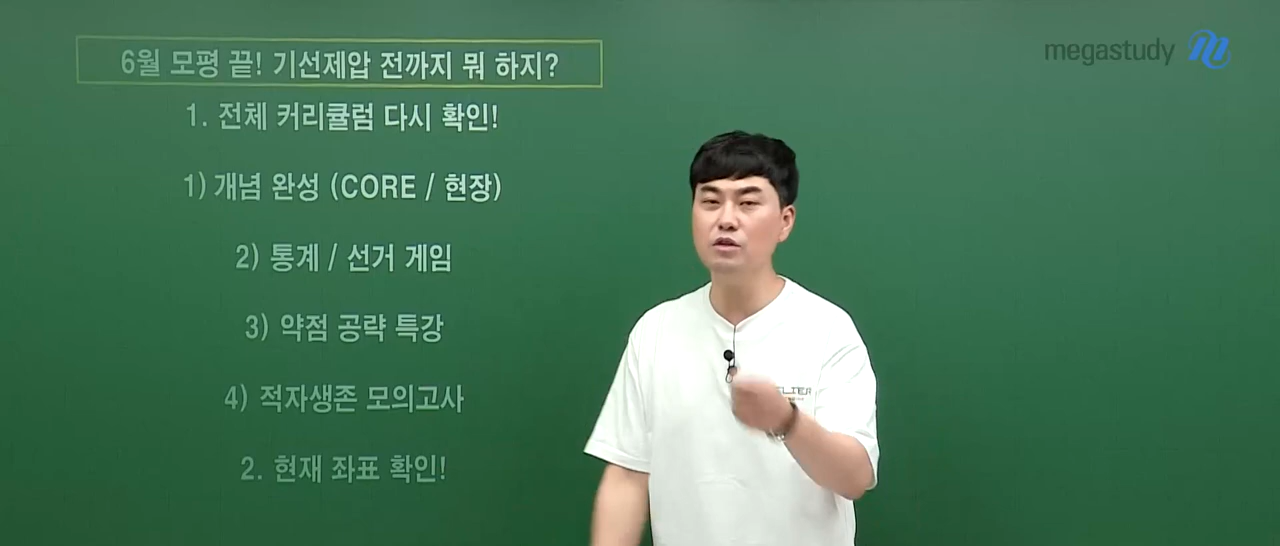 6월 모평 끝! 기선제압 전까지 뭐 하지?
megastudy
1. 전체 커리큘럼 다시 확인!
1) 개념 완성 (CORE / 현장)
2) 통계 / 선거 게임
3) 약점 공략 특강
4) 적자생존 모의고사
2. 현재 좌표 확인!